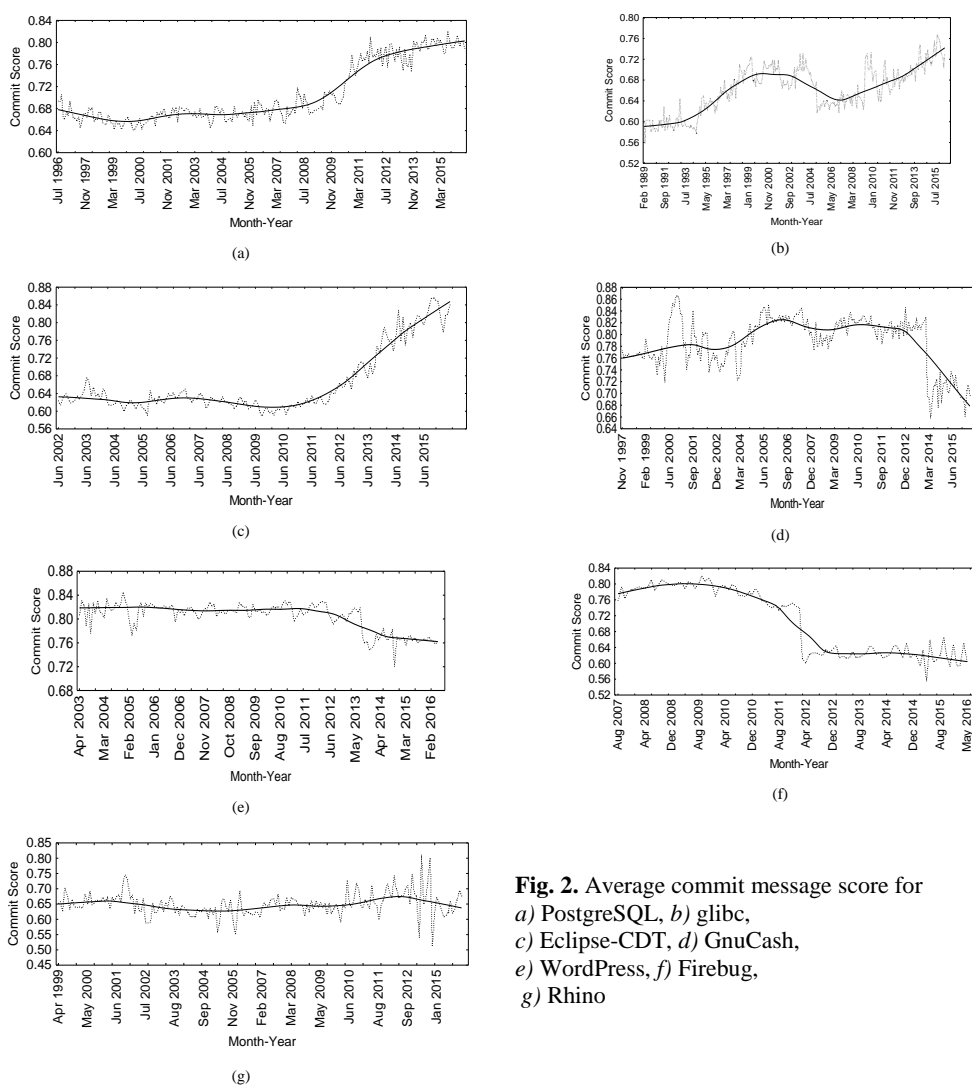 0.84
0.80
0.76
0.72
0.68
0.64
0.60
Commit Score
Jul 1996
Nov 1997
Mar 1999
Jul 2000
Nov 2001
Mar 2003
Jul 2004
Nov 2005
Mar 2007
Jul 2008
Nov 2009
Mar 2011
Jul 2012
Nov 2013
Mar 2015
Month-Year
(a)
0.80
0.76
0.72
0.68
0.64
0.60
0.56
0.52
Commit Score
Feb 1989
Sep 1991
Jul 1993
May 1995
Mar 1997
Jan 1999
Nov 2000
Sep 2002
Jul 2004
May 2006
Mar 2008
Jan 2010
Nov 2011
Sep 2013
Jul 2015
Month-Year
(b)
0.88
0.84
0.80
0.76
0.72
0.68
0.64
0.60
0.56
Commit Score
Jun 2002
Jun 2003
Jun 2004
Jun 2005
Jun 2006
Jun 2007
Jun 2008
Jun 2009
Jun 2010
Jun 2011
Jun 2012
Jun 2013
Jun 2014
Jun 2015
Month-Year
(c)
0.88
0.84
0.80
0.76
0.72
0.68
0.64
Commit Score
Nov 1997
Feb 1999
Jun 2000
Sep 2001
Dec 2002
Mar 2004
Jun 2005
Sep 2006
Dec 2007
Mar 2009
Jun 2010
Sep 2011
Dec 2012
Mar 2014
Jun 2015
Month-Year
(d)
0.88
0.84
0.80
0.76
0.72
0.68
Commit Score
Apr 2003
Mar 2004
Feb 2005
Jan 2006
Dec 2006
Nov 2007
Oct 2008
Sep 2009
Aug 2010
Jul 2011
Jun 2012
May 2013
Apr 2014
Mar 2015
Feb 2016
Month-Year
(e)
0.84
0.80
0.76
0.72
0.68
0.64
0.60
0.56
0.52
Commit Score
Aug 2007
Apr 2008
Dec 2008
Aug 2009
Apr 2010
Dec 2010
Aug 2011
Apr 2012
Dec 2012
Aug 2013
Apr 2014
Dec 2014
Aug 2015
May 2016
Month-Year
(f)
0.85
0.80
0.75
0.70
0.65
0.60
0.55
0.50
0.45
Commit Score
Apr 1999
May 2000
Jun 2001
Jul 2002
Aug 2003
Sep 2004
Oct 2005
Nov 2006
Dec 2007
Mar 2009
Jun 2010
Aug 2011
Sep 2012
Jan 2015
Month-Year
(g)
Fig. 2. Average commit message score for
a) PostgreSQL, b) glibc,
c) Eclipse-CDT, d) GnuCash,
e) WordPress, f) Firebug,
g) Rhino